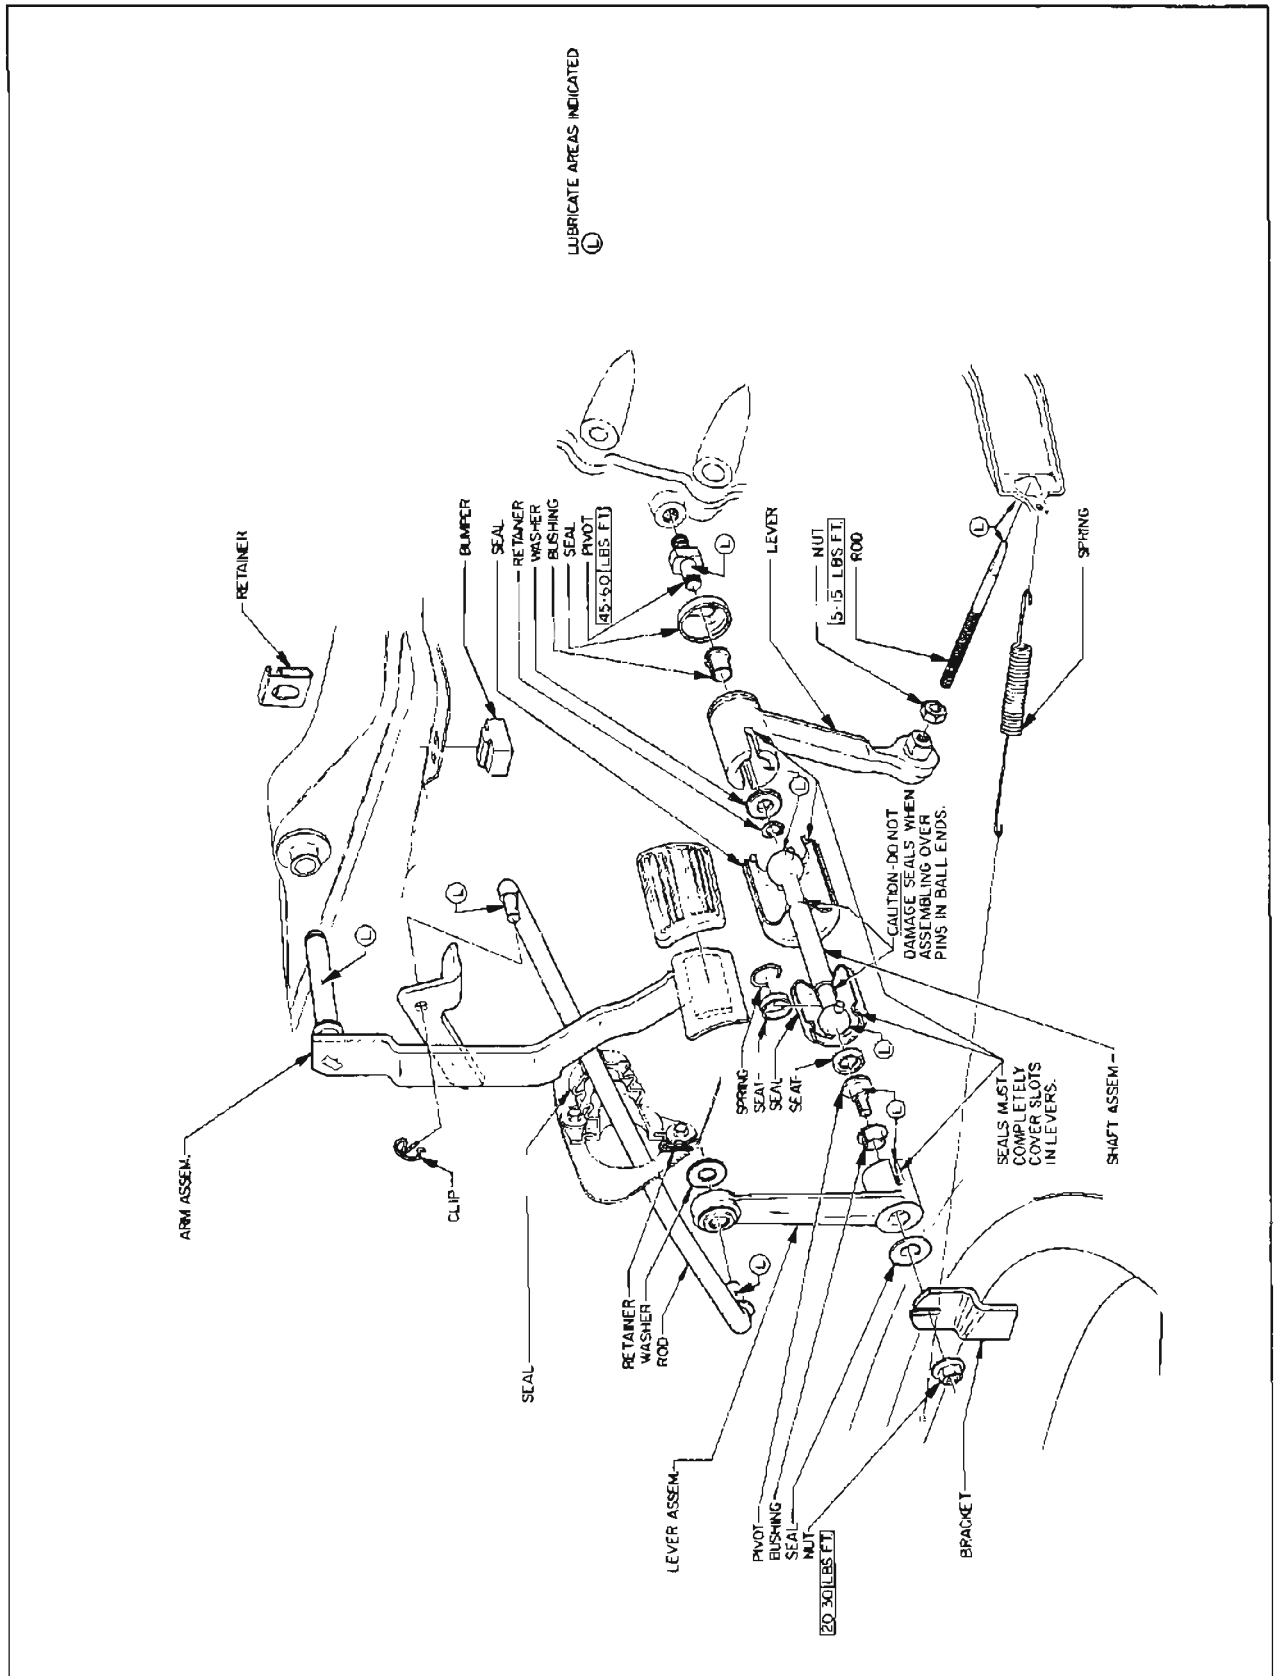 LUBRICATE AREAS INDICATED
L
RETAINER
BUMPER
SEAL
RETAINER
WASHER
BUSHING
SEAL
PIVOT
45-60 LBS FT
L
LEVER
NUT
5-15 LBS FT.
ROD
L
SPRING
ARM ASSEM.
L
L
CLIP
SEAL
L
CAUTION-DO NOT
DAMAGE SEALS WHEN
ASSEMBLING OVER
PINS IN BALL ENDS.
SPRING
SEAT
SEAL
SEAT
L
L
SEALS MUST
COMPLETELY
COVER SLOTS
IN LEVERS.
SHAFT ASSEM.
RETAINER
WASHER
ROD
L
LEVER ASSEM.
PIVOT
BUSHING
SEAL
NUT
20 30 LBS FT.
BRACKET